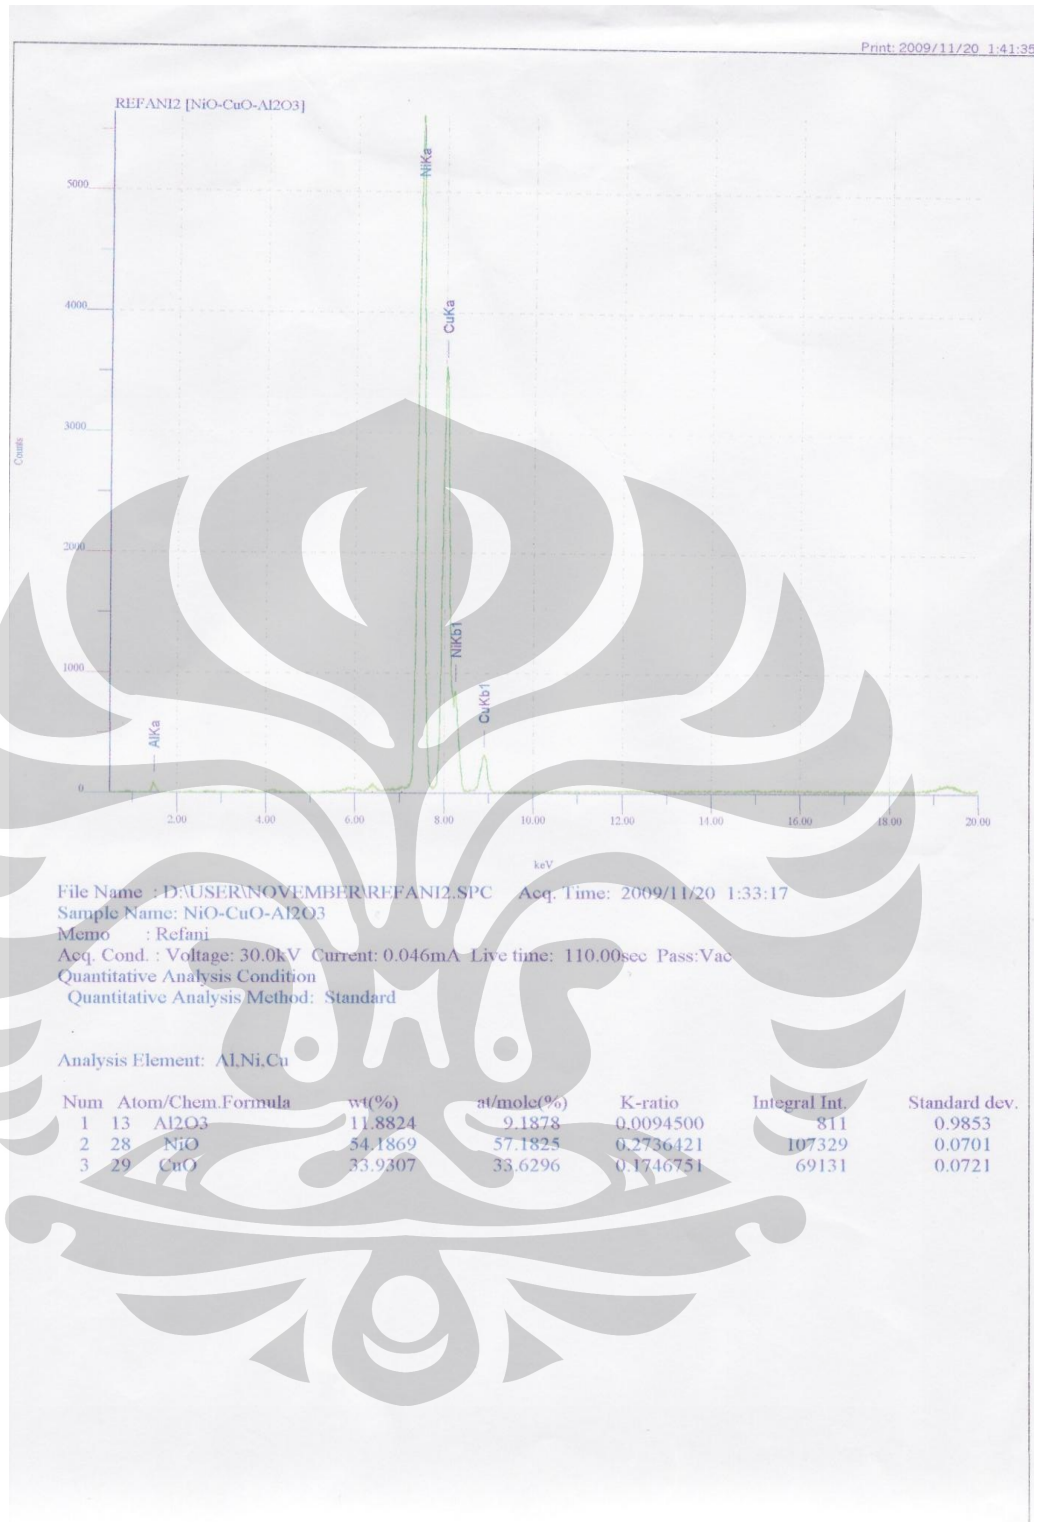 Print: 2009/11/20 1:41:35
REFANI2 [NiO-CuO-Al2O3]
NiKa
5000
4000
CuKa
3000
Counts
2000
NiKb1
1000
CuKb1
AlKa
0
2.00 4.00 6.00 8.00 10.00 12.00 14.00 16.00 18.00 20.00
keV
File Name : D:\USER\NOVEMBER\REFANI2.SPC Acq. Time: 2009/11/20 1:33:17
Sample Name: NiO-CuO-Al2O3
Memo : Refani
Acq. Cond. : Voltage: 30.0kV Current: 0.046mA Live time: 110.00sec Pass:Vac
Quantitative Analysis Condition
Quantitative Analysis Method: Standard
Analysis Element: Al,Ni,Cu
Num Atom/Chem.Formula wt(%) at/mole(%) K-ratio Integral Int. Standard dev.
1 13 Al2O3 11.8824 9.1878 0.0094500 811 0.9853
2 28 NiO 54.1869 57.1825 0.2736421 107329 0.0701
3 29 CuO 33.9307 33.6296 0.1746751 69131 0.0721